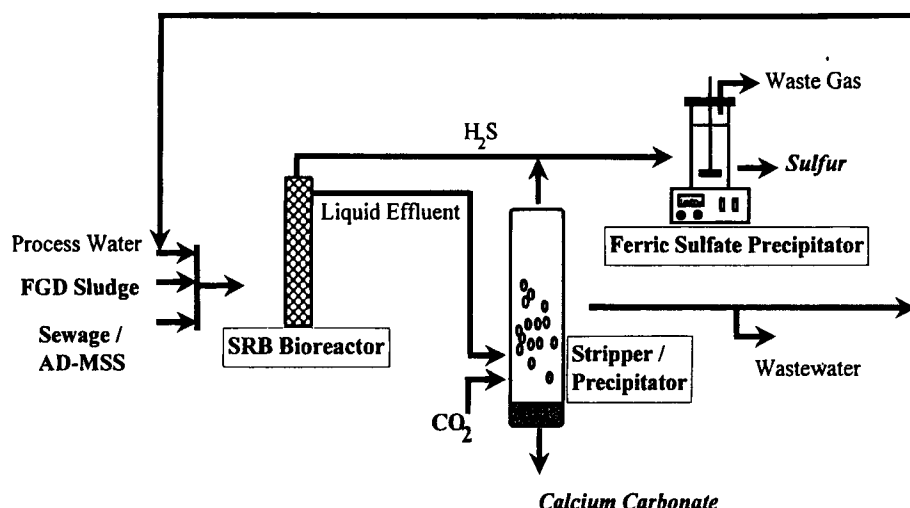 Waste Gas
H₂S
Sulfur
Liquid Effluent
Process Water
Ferric Sulfate Precipitator
FGD Sludge
Sewage /
AD-MSS
SRB Bioreactor
Stripper /
Precipitator
Wastewater
CO₂
Calcium Carbonate